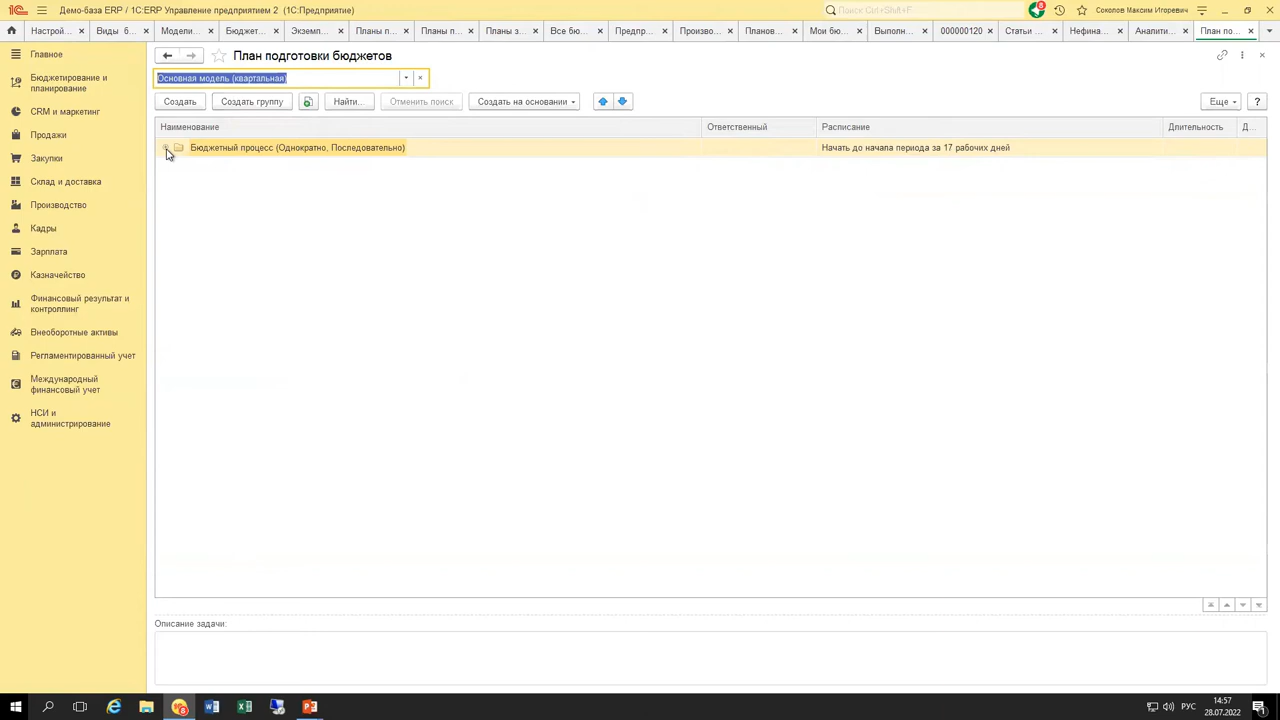 Демо-база ERP / 1С:ERP Управление предприятием 2 (1С:Предприятие)
Поиск Ctrl+Shift+F
8
Соколов Максим Игоревич
Настрой...
Виды б...
Модели...
Бюджет...
Экземп...
Планы п...
Планы п...
Планы з...
Все бю...
Предпр...
Произво...
Планов...
Мои бю...
Выполн...
000000120
Статьи ...
Нефина...
Аналити...
План по...
Главное
Бюджетирование и
планирование
CRM и маркетинг
Продажи
Закупки
Склад и доставка
Производство
Кадры
Зарплата
Казначейство
Финансовый результат и
контроллинг
Внеоборотные активы
Регламентированный учет
Международный
финансовый учет
НСИ и
администрирование
План подготовки бюджетов
Основная модель (квартальная)
Создать
Создать группу
Найти...
Отменить поиск
Создать на основании
Еще
?
Наименование
Ответственный
Расписание
Длительность
Д...
Бюджетный процесс (Однократно, Последовательно)
Начать до начала периода за 17 рабочих дней
Описание задачи:
РУС
14:57
28.07.2022
1